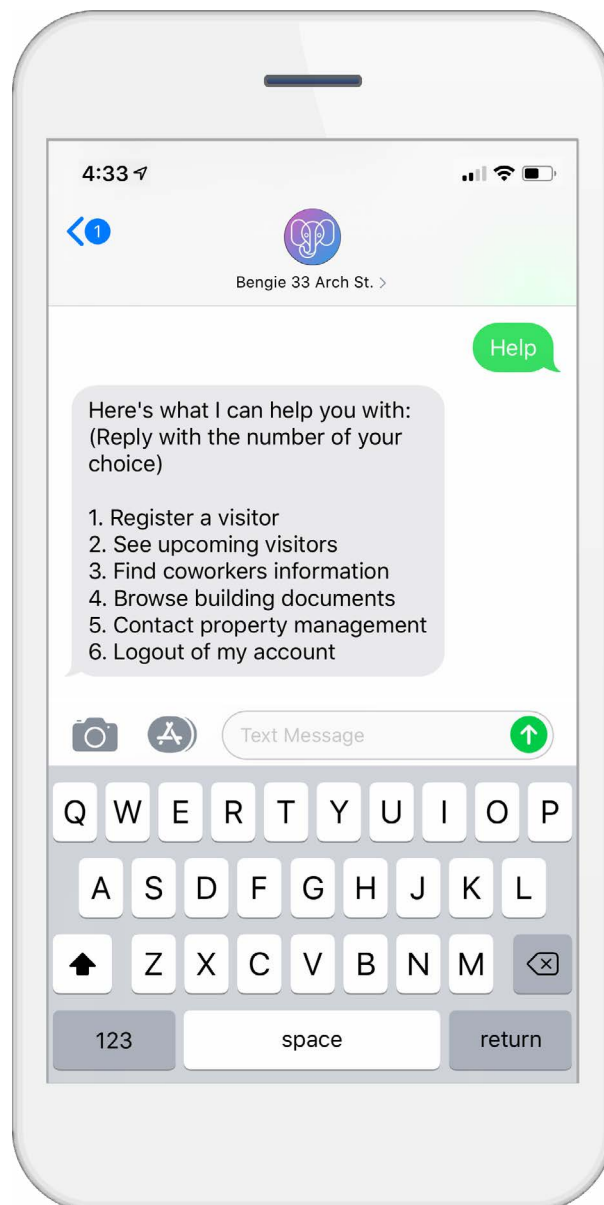 4:33
1
Bengie 33 Arch St. >
Help
Here's what I can help you with:
(Reply with the number of your
choice)
1. Register a visitor
2. See upcoming visitors
3. Find coworkers information
4. Browse building documents
5. Contact property management
6. Logout of my account
Text Message
Q W E R T Y U I O P
A S D F G H J K L
Z X C V B N M
123 space return